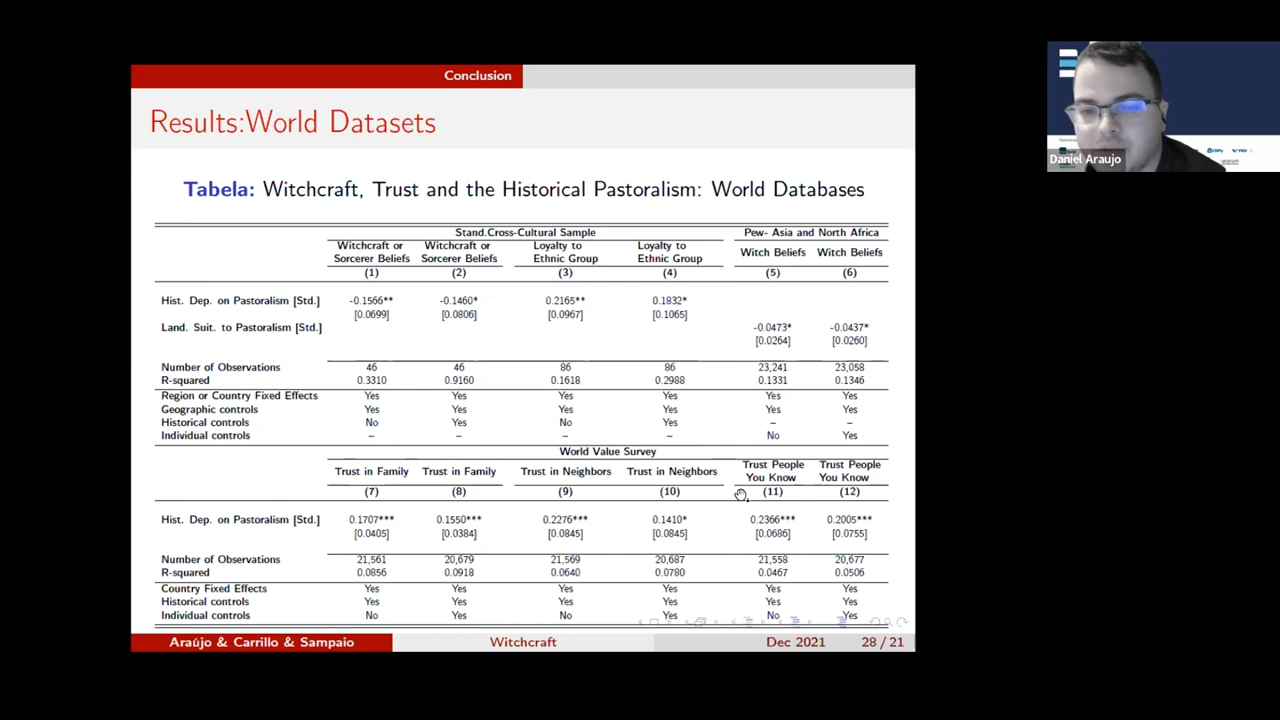 Conclusion
Results:World Datasets
Tabela: Witchcraft, Trust and the Historical Pastoralism: World Databases
Stand.Cross-Cultural Sample Pew- Asia and North Africa
Witchcraft or Sorcerer Beliefs Witchcraft or Sorcerer Beliefs Loyalty to Ethnic Group Loyalty to Ethnic Group Witch Beliefs Witch Beliefs
(1) (2) (3) (4) (5) (6)
Hist. Dep. on Pastoralism [Std.] -0.1566** -0.1460* 0.2165** 0.1832*
[0.0699] [0.0806] [0.0967] [0.1065]
Land. Suit. to Pastoralism [Std.] -0.0473* -0.0437*
[0.0264] [0.0260]
Number of Observations 46 46 86 86 23,241 23,058
R-squared 0.3310 0.9160 0.1618 0.2988 0.1331 0.1346
Region or Country Fixed Effects Yes Yes Yes Yes Yes Yes
Geographic controls Yes Yes Yes Yes Yes Yes
Historical controls No Yes No Yes – –
Individual controls – – – – No Yes
World Value Survey
Trust in Family Trust in Family Trust in Neighbors Trust in Neighbors Trust People You Know Trust People You Know
(7) (8) (9) (10) (11) (12)
Hist. Dep. on Pastoralism [Std.] 0.1707*** 0.1550*** 0.2276*** 0.1410* 0.2366*** 0.2005***
[0.0405] [0.0384] [0.0845] [0.0845] [0.0686] [0.0755]
Number of Observations 21,561 20,679 21,569 20,687 21,558 20,677
R-squared 0.0856 0.0918 0.0640 0.0780 0.0467 0.0506
Country Fixed Effects Yes Yes Yes Yes Yes Yes
Historical controls Yes Yes Yes Yes Yes Yes
Individual controls No Yes No Yes No Yes
Araújo & Carrillo & Sampaio Witchcraft Dec 2021 28 / 21
Daniel Araujo